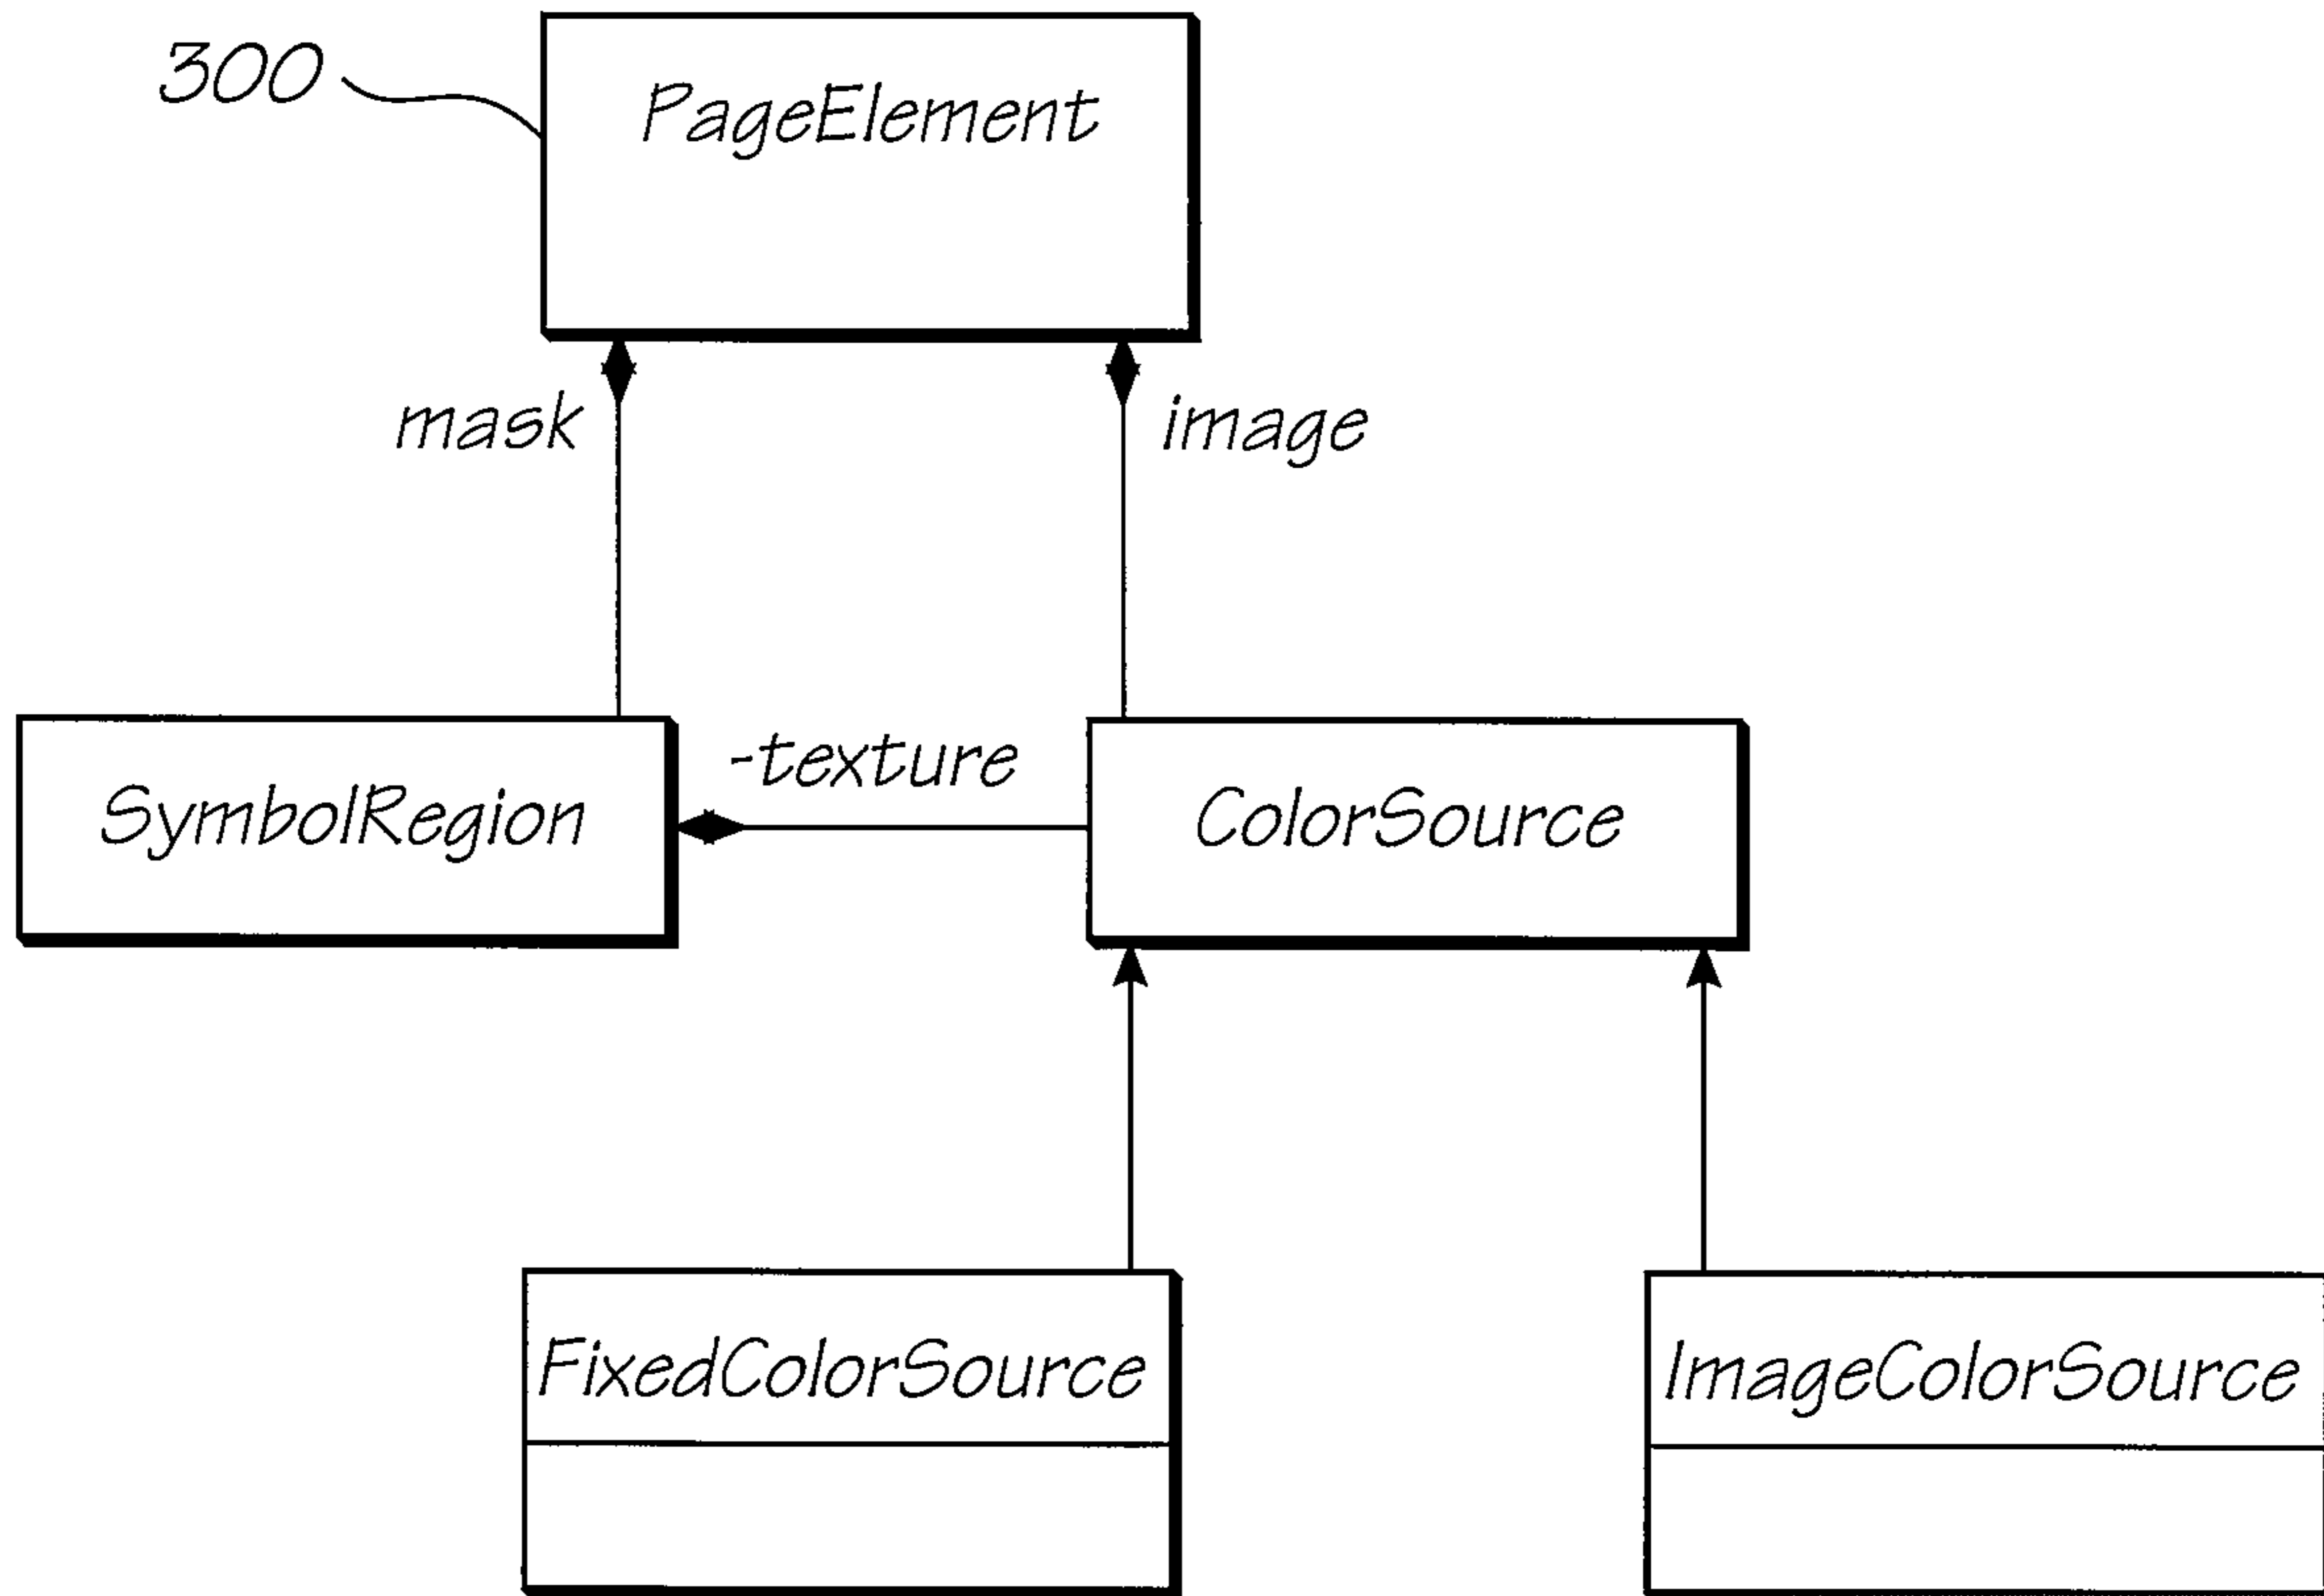 300
PageElement
mask
image
-texture
SymbolRegion
ColorSource
FixedColorSource
ImageColorSource